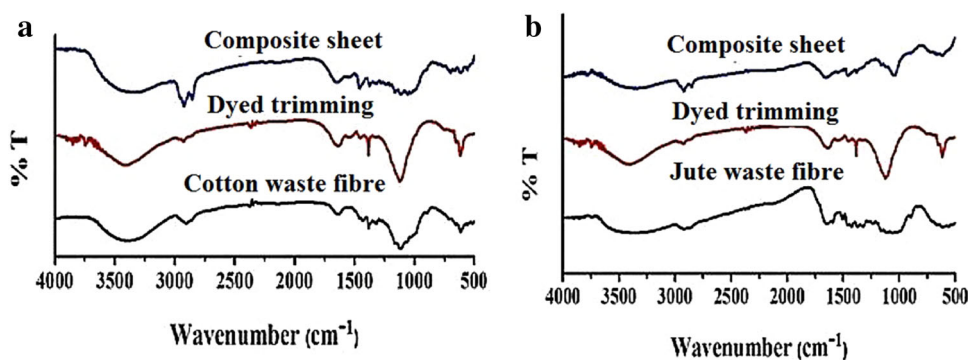 a
Composite sheet
Dyed trimming
Cotton waste fibre
% T
4000 3500 3000 2500 2000 1500 1000 500
Wavenumber (cm⁻¹)
b
Composite sheet
Dyed trimming
Jute waste fibre
% T
4000 3500 3000 2500 2000 1500 1000 500
Wavenumber (cm⁻¹)